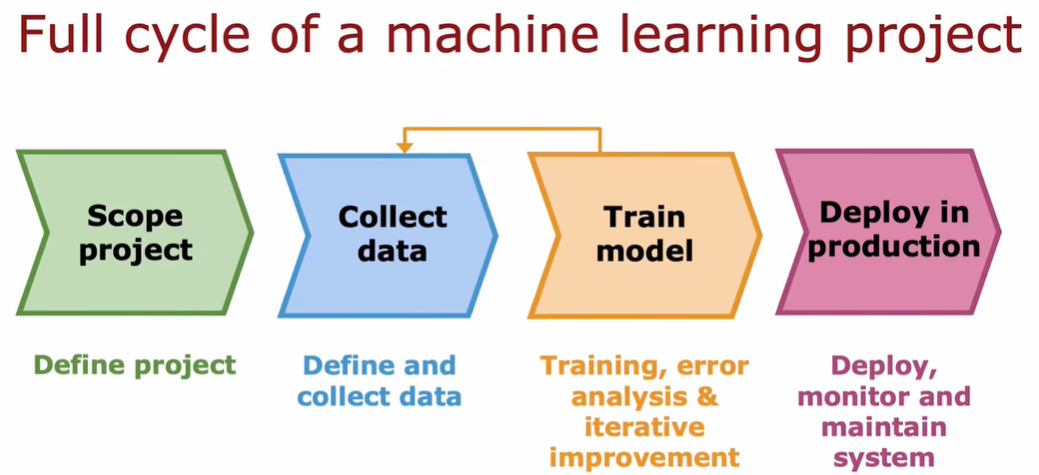 Full cycle of a machine learning project
Scope
project
Collect
data
Train
model
Deploy in
production
Define project
Define and
collect data
Training, error
analysis &
iterative
improvement
Deploy,
monitor and
maintain
system